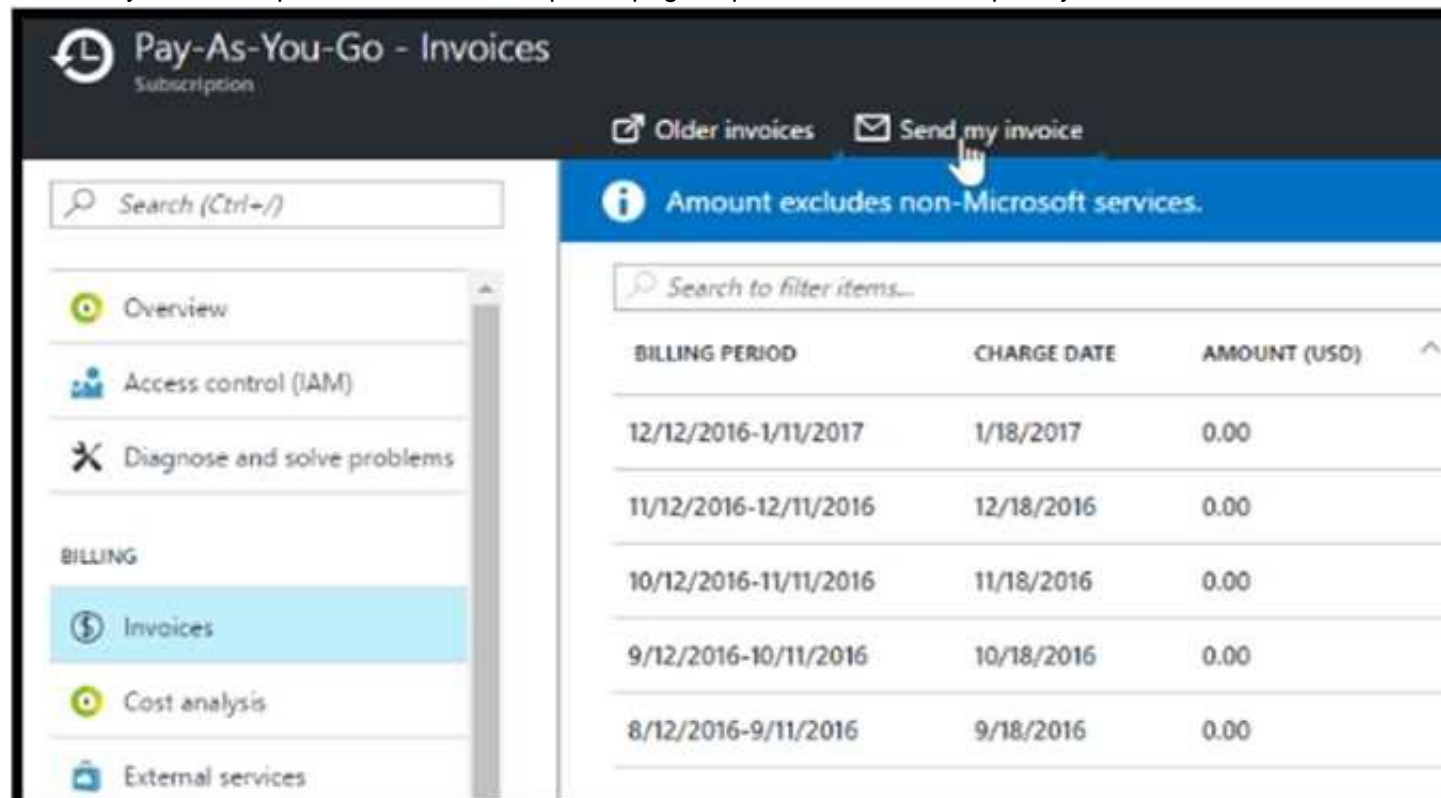 Pay-As-You-Go - Invoices
Subscription
Older invoices Send my invoice
Search (Ctrl+/)
Amount excludes non-Microsoft services.
Overview
Access control (IAM)
Diagnose and solve problems
BILLING
Invoices
Cost analysis
External services
Search to filter items...
BILLING PERIOD CHARGE DATE AMOUNT (USD)
12/12/2016-1/11/2017 1/18/2017 0.00
11/12/2016-12/11/2016 12/18/2016 0.00
10/12/2016-11/11/2016 11/18/2016 0.00
9/12/2016-10/11/2016 10/18/2016 0.00
8/12/2016-9/11/2016 9/18/2016 0.00